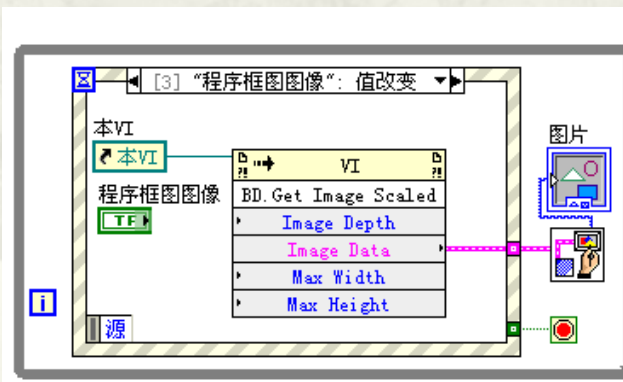 [3] “程序框图图像“: 值改变
本VI
本VI
程序框图图像
TF
VI
BD.Get Image Scaled
Image Depth
Image Data
Max Width
Max Height
图片
源
i